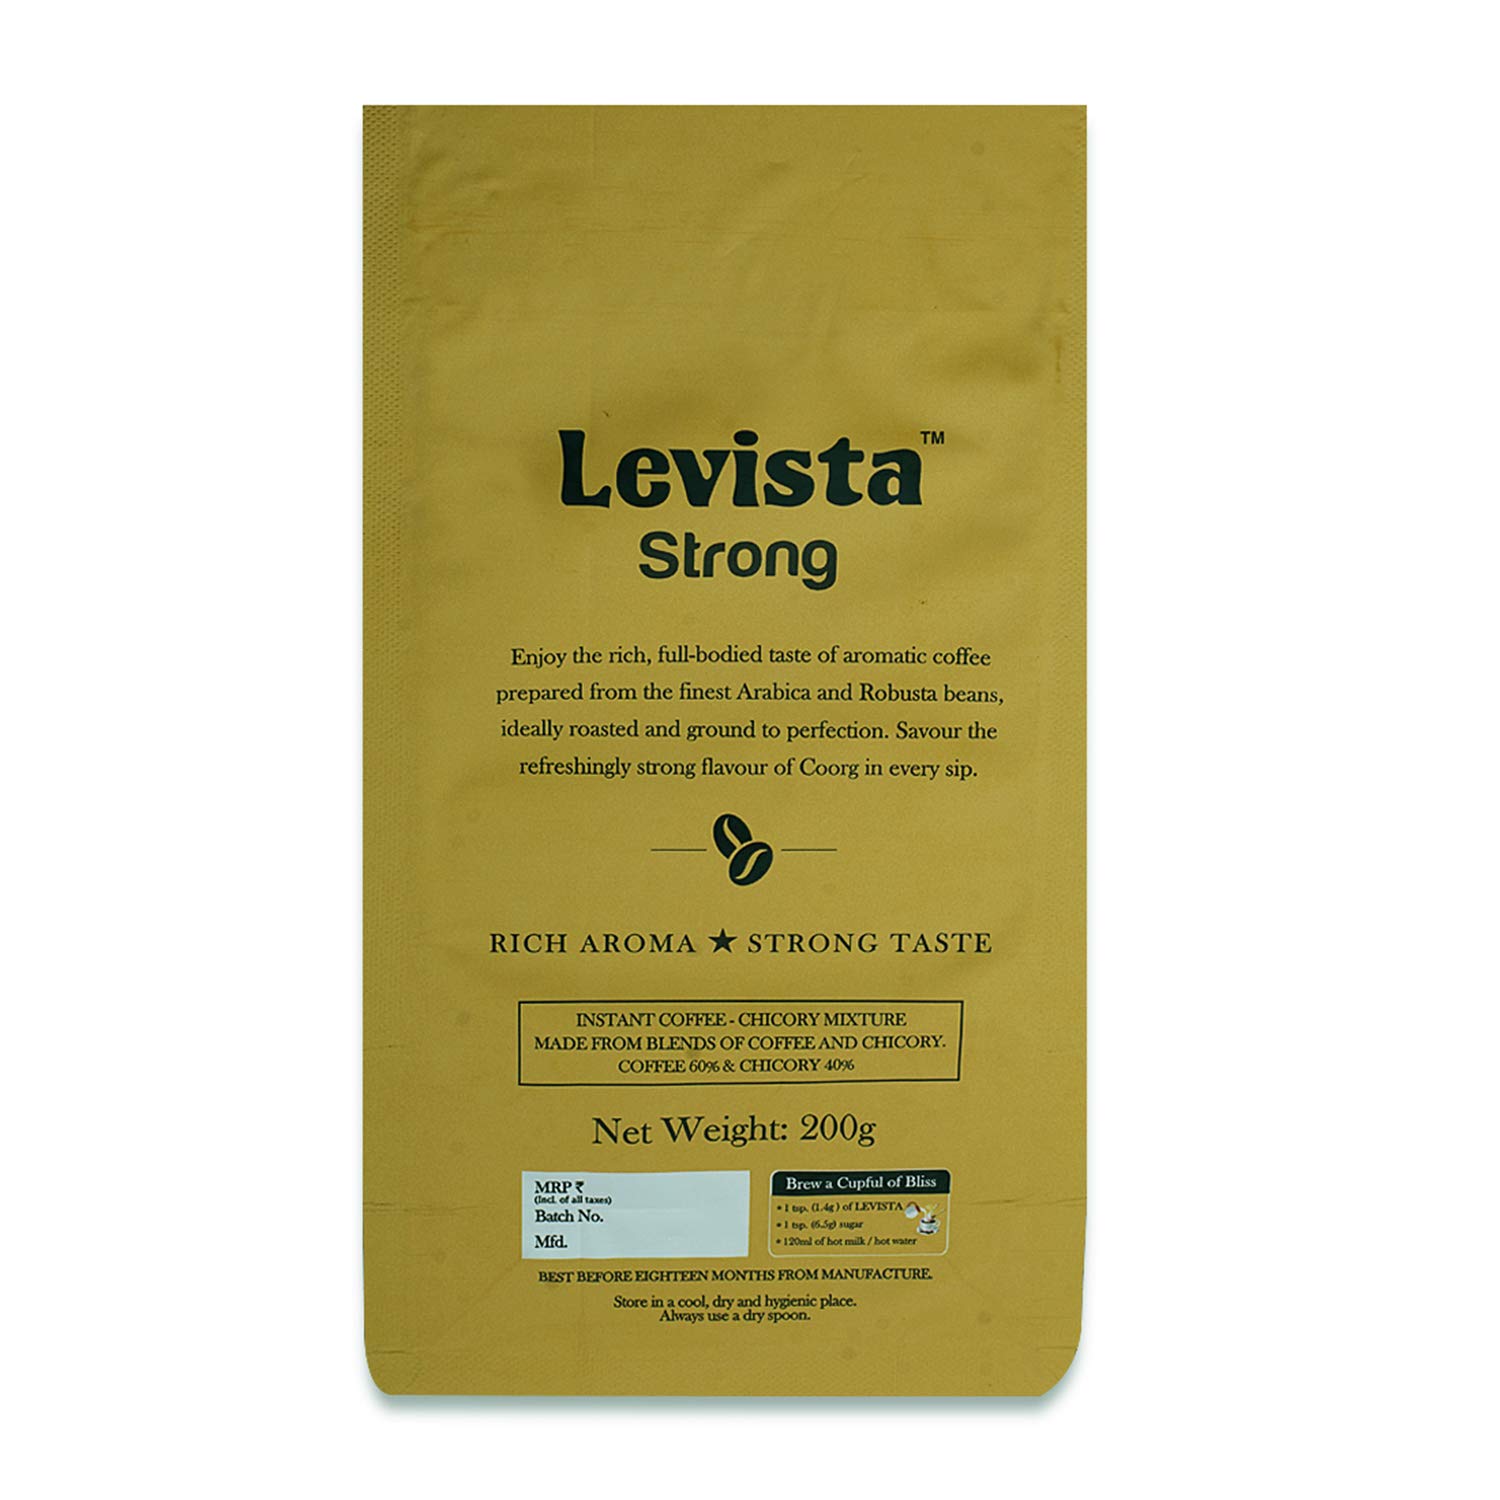 Levista™
Strong
Enjoy the rich, full-bodied taste of aromatic coffee
prepared from the finest Arabica and Robusta beans,
ideally roasted and ground to perfection. Savour the
refreshingly strong flavour of Coorg in every sip.
RICH AROMA ★ STRONG TASTE
INSTANT COFFEE - CHICORY MIXTURE
MADE FROM BLENDS OF COFFEE AND CHICORY.
COFFEE 60% & CHICORY 40%
Net Weight: 200g
MRP ₹
(Incl. of all taxes)
Batch No.
Mfd.
Brew a Cupful of Bliss
• 1 tsp. (1.4g) of LEVISTA
• 1 tsp. (6.5g) sugar
• 120ml of hot milk / hot water
BEST BEFORE EIGHTEEN MONTHS FROM MANUFACTURE.
Store in a cool, dry and hygienic place.
Always use a dry spoon.